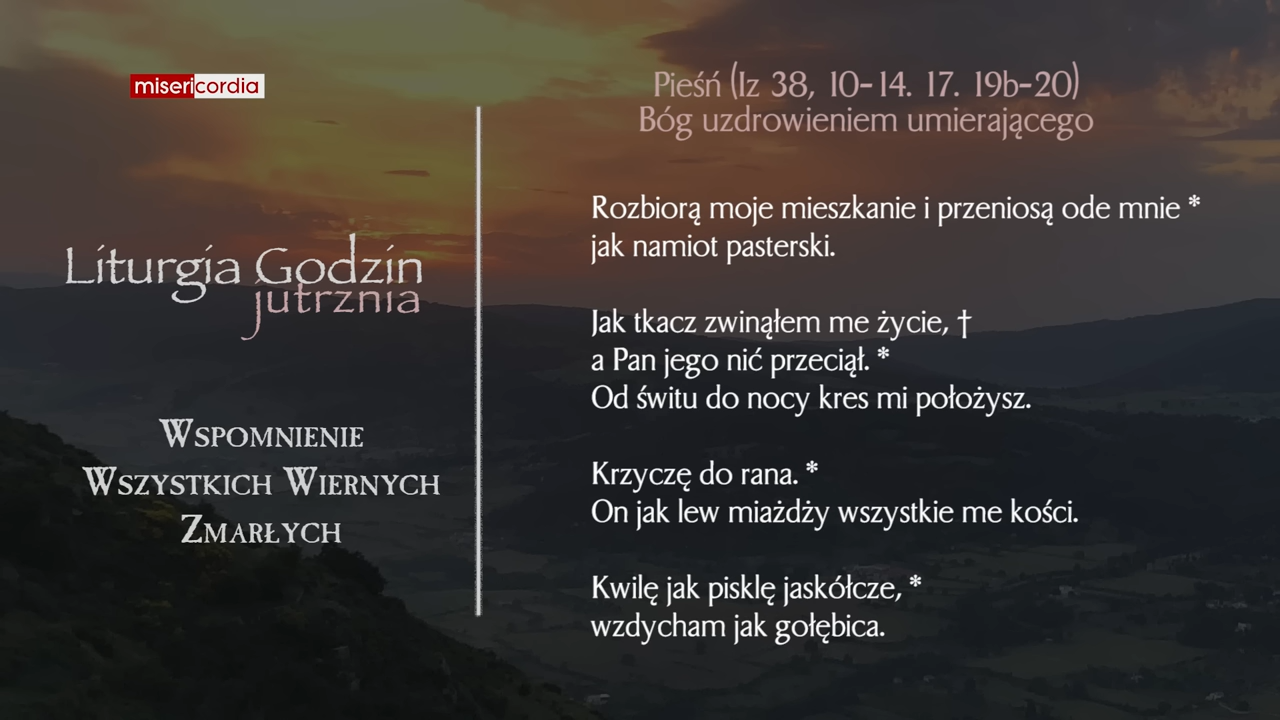 misericordia
Liturgia Godzin
jutrznia
Wspomnienie
Wszystkich Wiernych
Zmarłych
Pieśń (Iz 38, 10-14. 17. 19b-20)
Bóg uzdrowieniem umierającego
Rozbiorą moje mieszkanie i przeniosą ode mnie *
jak namiot pasterski.
Jak tkacz zwinąłem me życie, †
a Pan jego nić przeciął. *
Od świtu do nocy kres mi położysz.
Krzyczę do rana. *
On jak lew miażdży wszystkie me kości.
Kwilę jak pisklę jaskółcze, *
wzdycham jak gołębica.